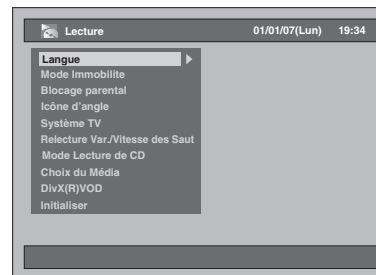 Lecture 01/01/07(Lun) 19:34
Langue
Mode Immobilite
Blocage parental
Icône d'angle
Système TV
Relecture Var./Vitesse des Saut
Mode Lecture de CD
Choix du Média
DivX(R)VOD
Initialiser